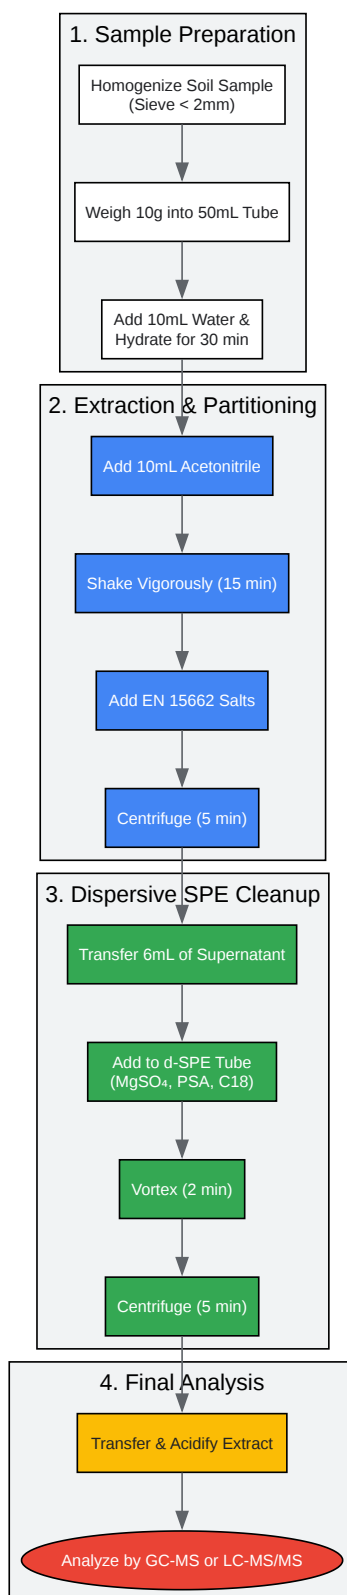 1. Sample Preparation
Homogenize Soil Sample
(Sieve < 2mm)
Weigh 10g into 50mL Tube
Add 10mL Water &
Hydrate for 30 min
2. Extraction & Partitioning
Add 10mL Acetonitrile
Shake Vigorously (15 min)
Add EN 15662 Salts
Centrifuge (5 min)
3. Dispersive SPE Cleanup
Transfer 6mL of Supernatant
Add to d-SPE Tube
(MgSO₄, PSA, C18)
Vortex (2 min)
Centrifuge (5 min)
4. Final Analysis
Transfer & Acidify Extract
Analyze by GC-MS or LC-MS/MS